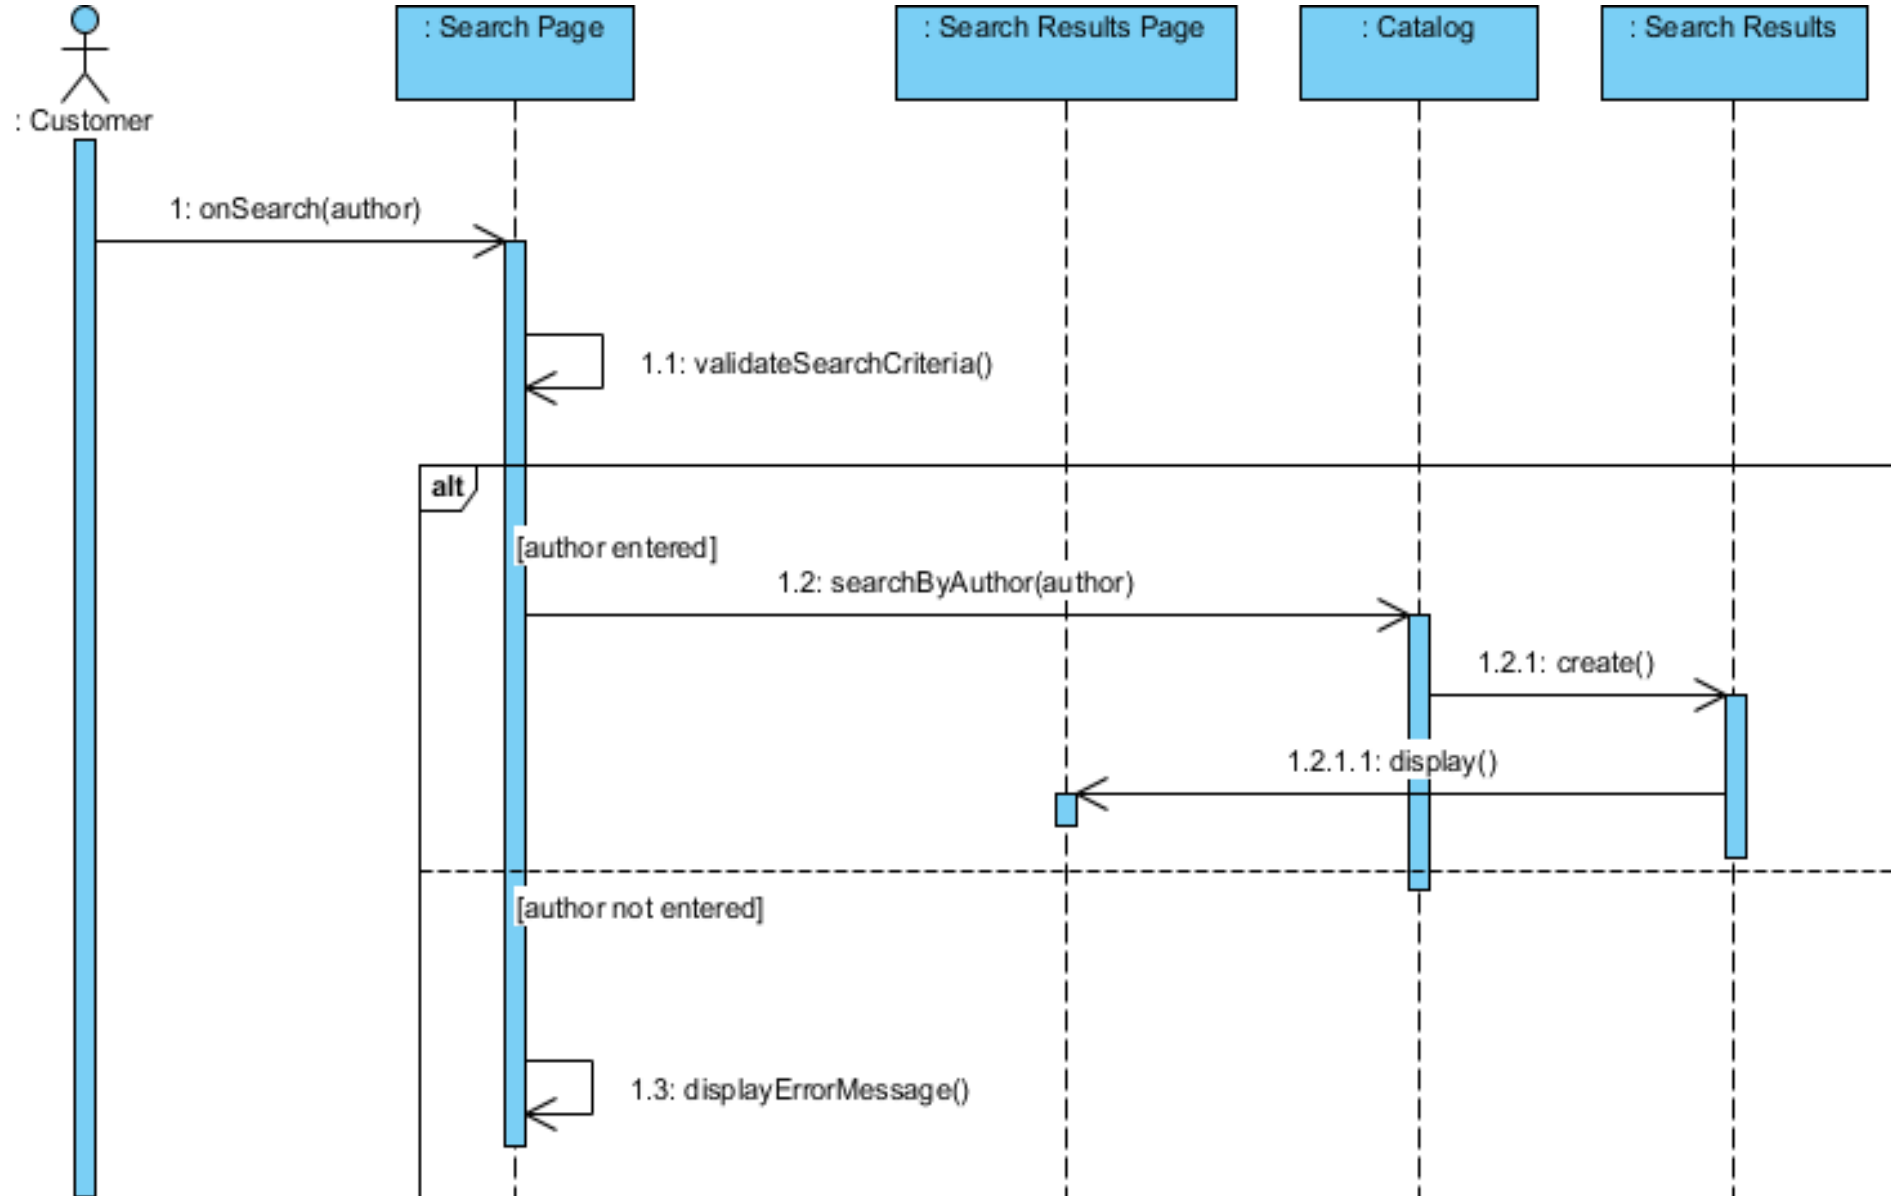 : Search Page
: Search Results Page
: Catalog
: Search Results
: Customer
1: onSearch(author)
1.1: validateSearchCriteria()
alt
[author entered]
1.2: searchByAuthor(author)
1.2.1: create()
1.2.1.1: display()
[author not entered]
1.3: displayErrorMessage()